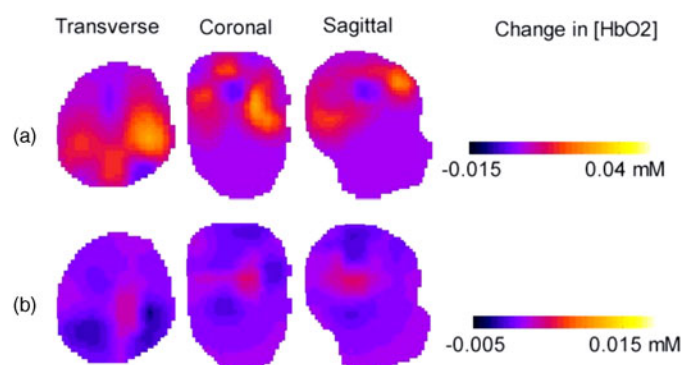 Transverse Coronal Sagittal Change in [HbO2]
(a)
-0.015 0.04 mM
(b)
-0.005 0.015 mM